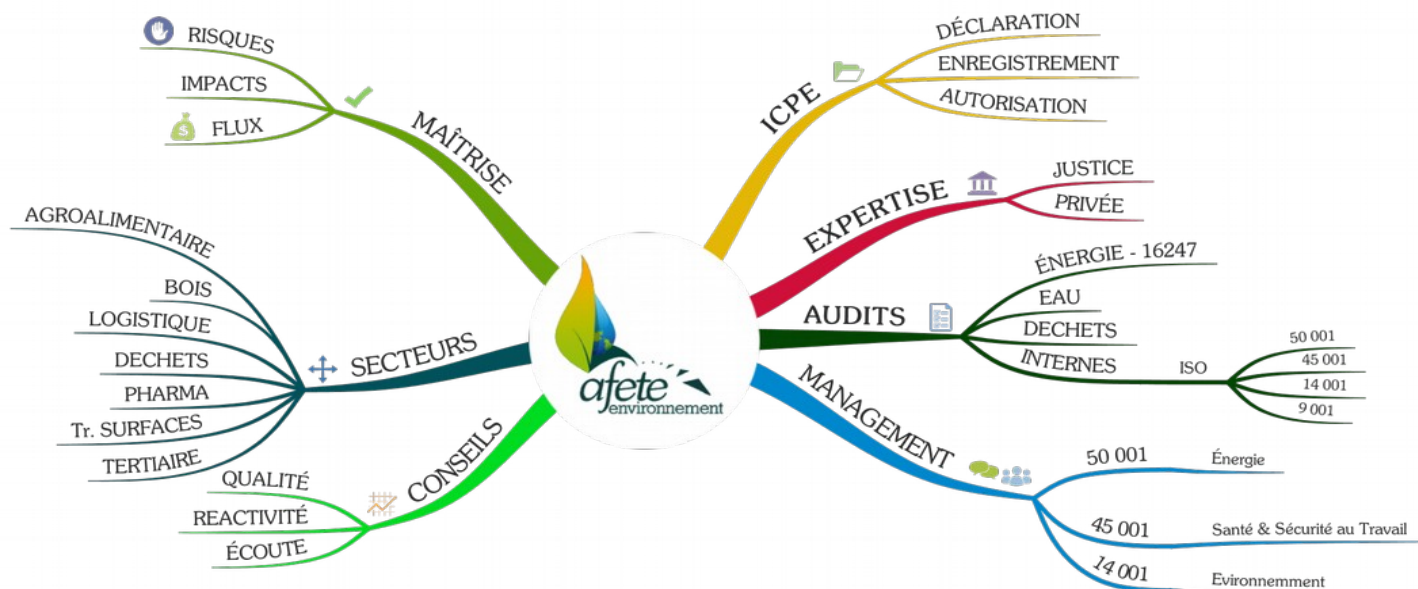 RISQUES
IMPACTS
FLUX
MAÎTRISE
AGROALIMENTAIRE
BOIS
LOGISTIQUE
DECHETS
PHARMA
Tr. SURFACES
TERTIAIRE
SECTEURS
QUALITÉ
REACTIVITÉ
ÉCOUTE
CONSEILS
afete
environnement
ICPE
DÉCLARATION
ENREGISTREMENT
AUTORISATION
EXPERTISE
JUSTICE
PRIVÉE
AUDITS
ÉNERGIE - 16247
EAU
DECHETS
INTERNES
ISO
50 001
45 001
14 001
9 001
MANAGEMENT
50 001 Énergie
45 001 Santé & Sécurité au Travail
14 001 Evironnemment